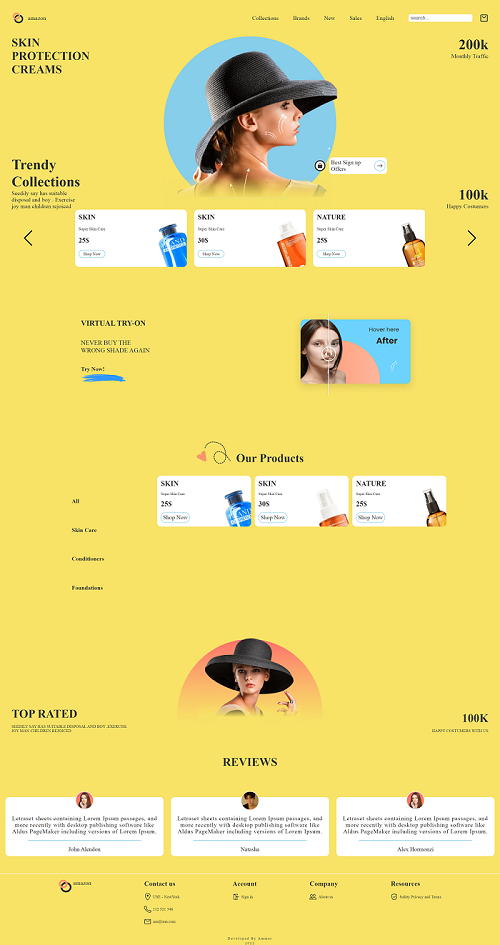 amazon
Collections Brands New Sales English search...
SKIN
PROTECTION
CREAMS
200k
Monthly Traffic
Best Sign up
Offers
Trendy
Collections
Seedily say has suitable
disposal and boy . Exercise
joy man children rejoiced
100k
Happy Costumers
SKIN
Super Skin Care
25$
Shop Now
SKIN
Super Skin Care
30$
Shop Now
NATURE
Super Skin Care
25$
Shop Now
VIRTUAL TRY-ON
NEVER BUY THE
WRONG SHADE AGAIN
Try Now!
Hover here
After
Our Products
All
Skin Care
Conditioners
Foundations
SKIN
Super Skin Care
25$
Shop Now
SKIN
Super Skin Care
30$
Shop Now
NATURE
Super Skin Care
25$
Shop Now
TOP RATED
SEEDILY SAY HAS SUITABLE DISPOSAL AND BOY .EXERCISE
JOY MAN CHILDREN REJOICED
100K
HAPPY COSTUMERS WITH US
REVIEWS
Letraset sheets containing Lorem Ipsum passages, and
more recently with desktop publishing software like
Aldus PageMaker including versions of Lorem Ipsum.
John Alendon
Letraset sheets containing Lorem Ipsum passages, and
more recently with desktop publishing software like
Aldus PageMaker including versions of Lorem Ipsum.
Natasha
Letraset sheets containing Lorem Ipsum passages, and
more recently with desktop publishing software like
Aldus PageMaker including versions of Lorem Ipsum.
Alex Hormonzi
amazon
Contact us
USE - NewYork
Account
Sign in
Company
About us
Resources
Safety Privacy and Terms
Developed By Ammer